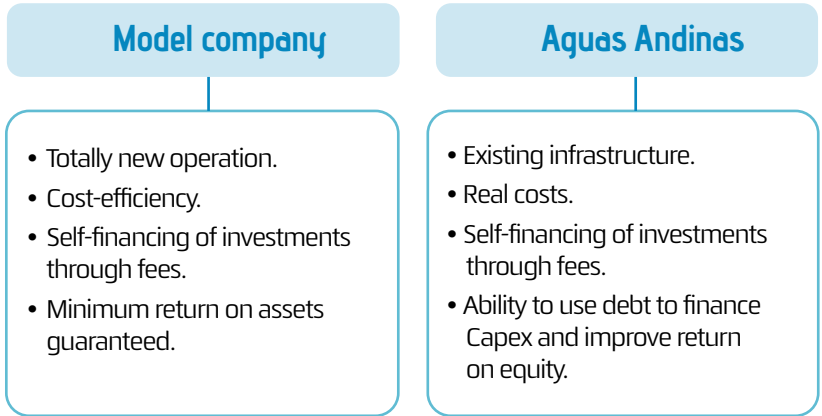 Model company
• Totally new operation.
• Cost-efficiency.
• Self-financing of investments
through fees.
• Minimum return on assets
guaranteed.
Aguas Andinas
• Existing infrastructure.
• Real costs.
• Self-financing of investments
through fees.
• Ability to use debt to finance
Capex and improve return
on equity.